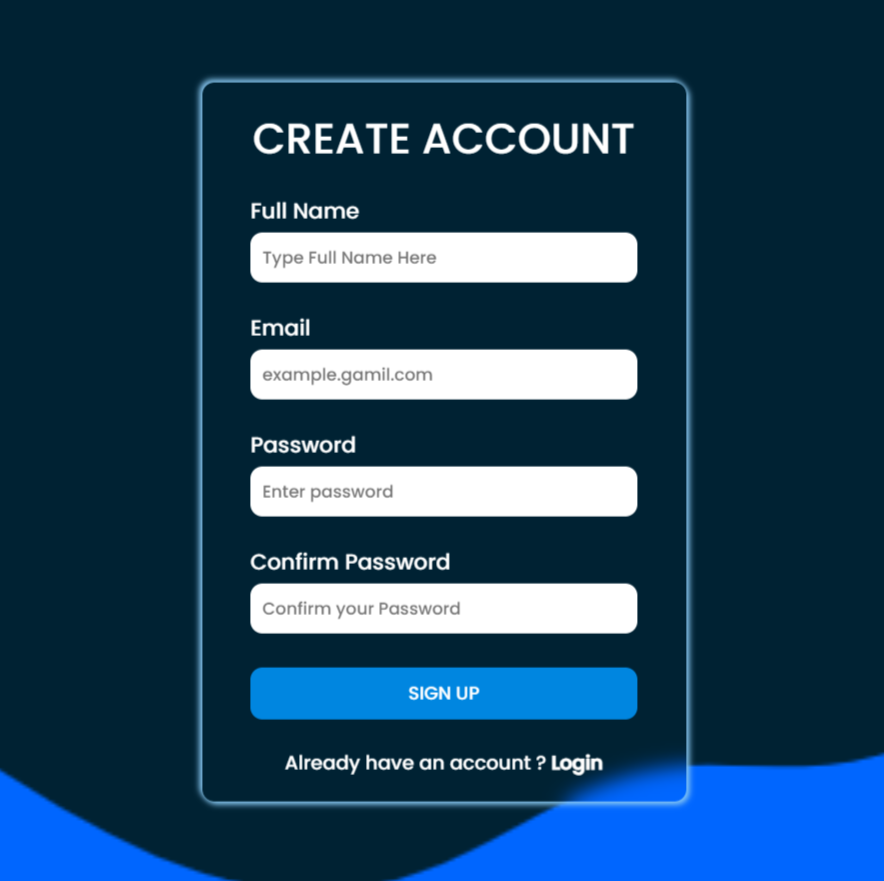 CREATE ACCOUNT
Full Name
Type Full Name Here
Email
example.gamil.com
Password
Enter password
Confirm Password
Confirm your Password
SIGN UP
Already have an account ? Login